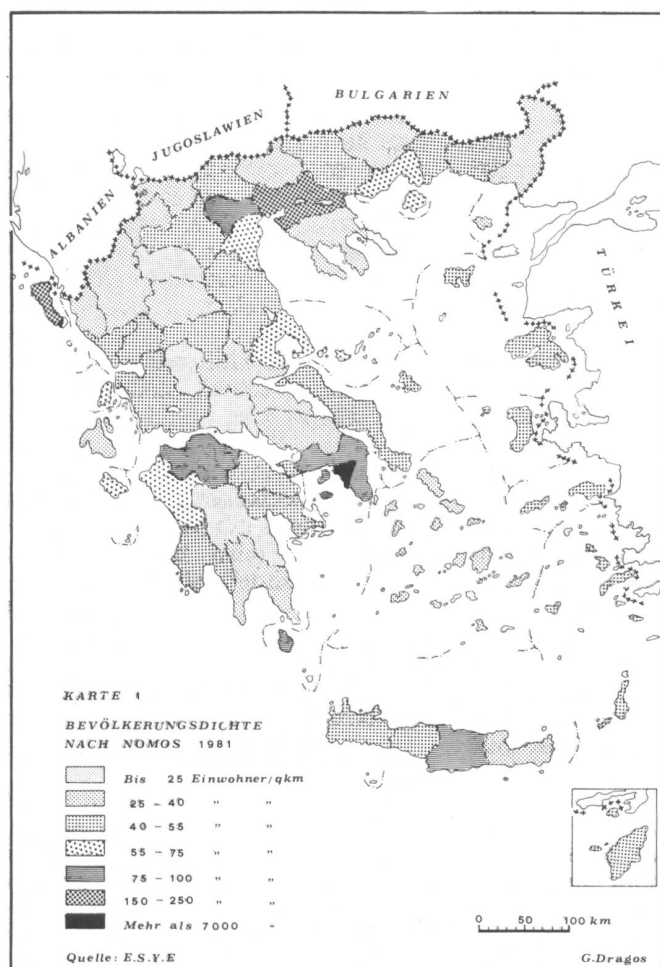 BULGARIEN
JUGOSLAWIEN
ALBANIEN
TÜRKEI
KARTE 1
BEVÖLKERUNGSDICHTE
NACH NOMOS 1981
Bis 25 Einwohner/qkm
25 – 40 " "
40 – 55 " "
55 – 75 " "
75 – 100 " "
150 – 250 " "
Mehr als 7000 "
0 50 100 km
Quelle: E.S.Y.E
G.Dragos